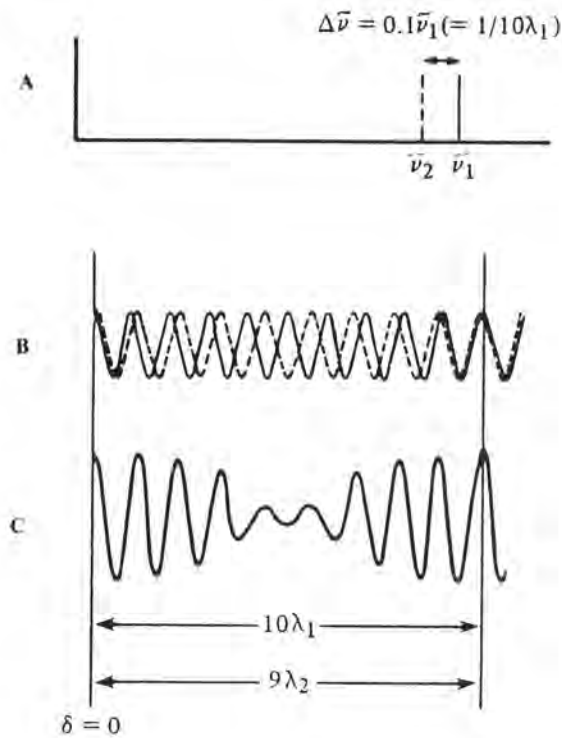 Δν̃ = 0.1ν̃₁(= 1/10λ₁)
A
ν̃₂ ν̃₁
B
C
10λ₁
9λ₂
δ = 0